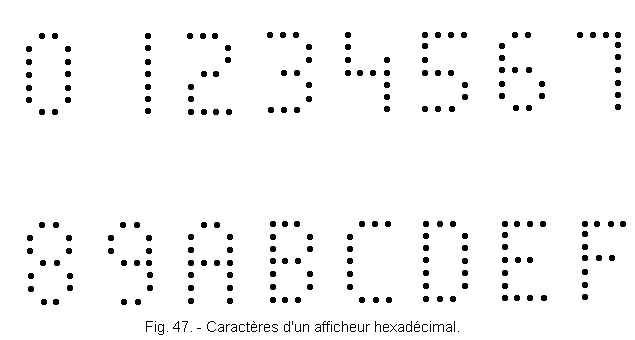 0 1 2 3 4 5 6 7
8 9 A B C D E F
Fig. 47. - Caractères d'un afficheur hexadécimal.